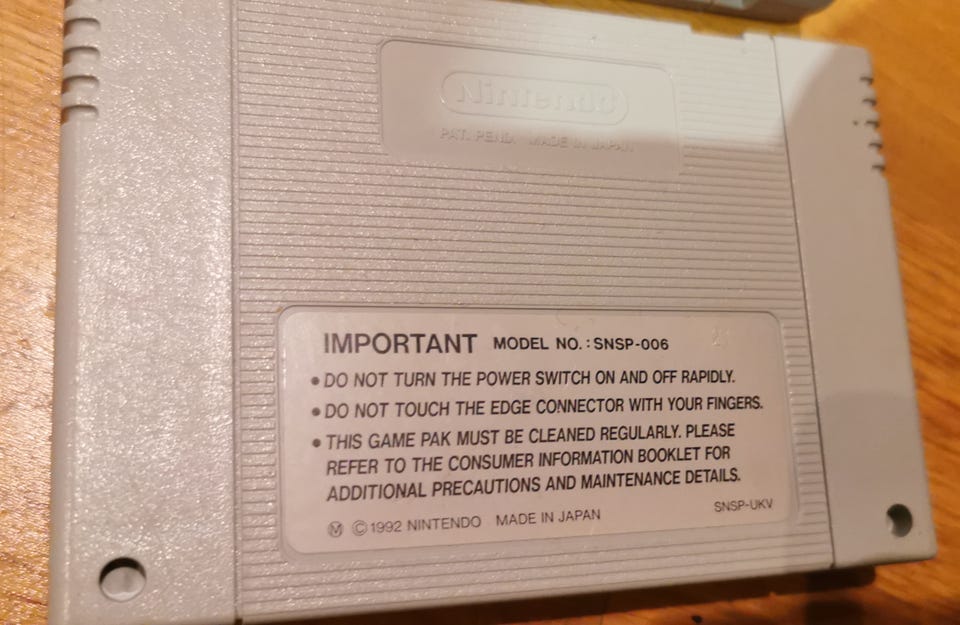 Nintendo
PAT. PEND. MADE IN JAPAN
IMPORTANT MODEL NO. : SNSP-006
• DO NOT TURN THE POWER SWITCH ON AND OFF RAPIDLY.
• DO NOT TOUCH THE EDGE CONNECTOR WITH YOUR FINGERS.
• THIS GAME PAK MUST BE CLEANED REGULARLY. PLEASE
REFER TO THE CONSUMER INFORMATION BOOKLET FOR
ADDITIONAL PRECAUTIONS AND MAINTENANCE DETAILS.
Ⓜ ©1992 NINTENDO MADE IN JAPAN SNSP-UKV